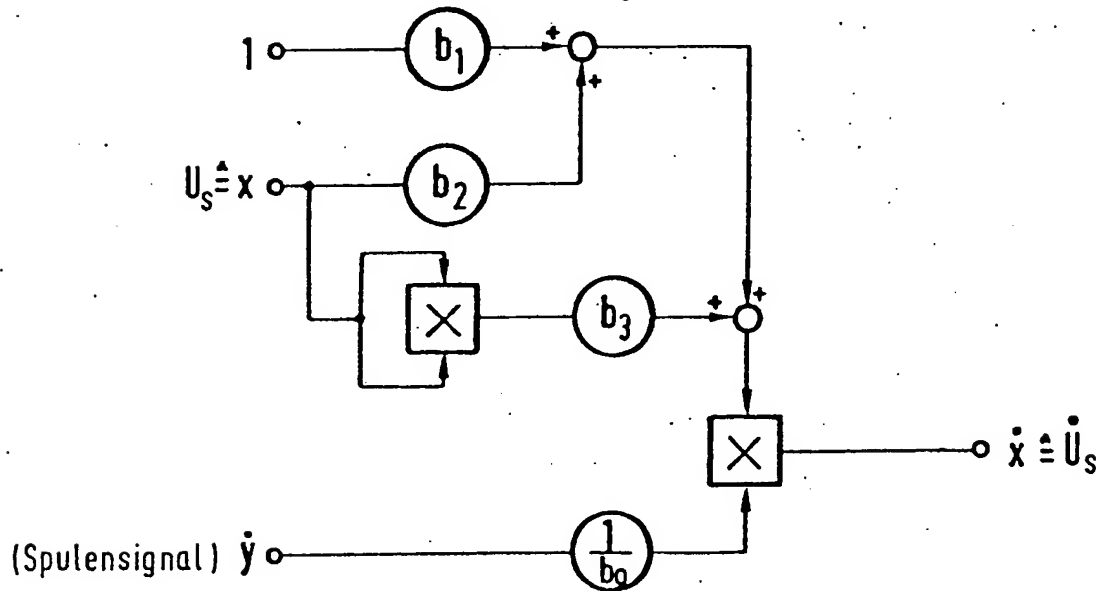 1 b₁ + +
Uₛ ≙ x b₂
× b₃ + +
× ẋ ≙ U̇ₛ
(Spulensignal) ẏ 1/b₀